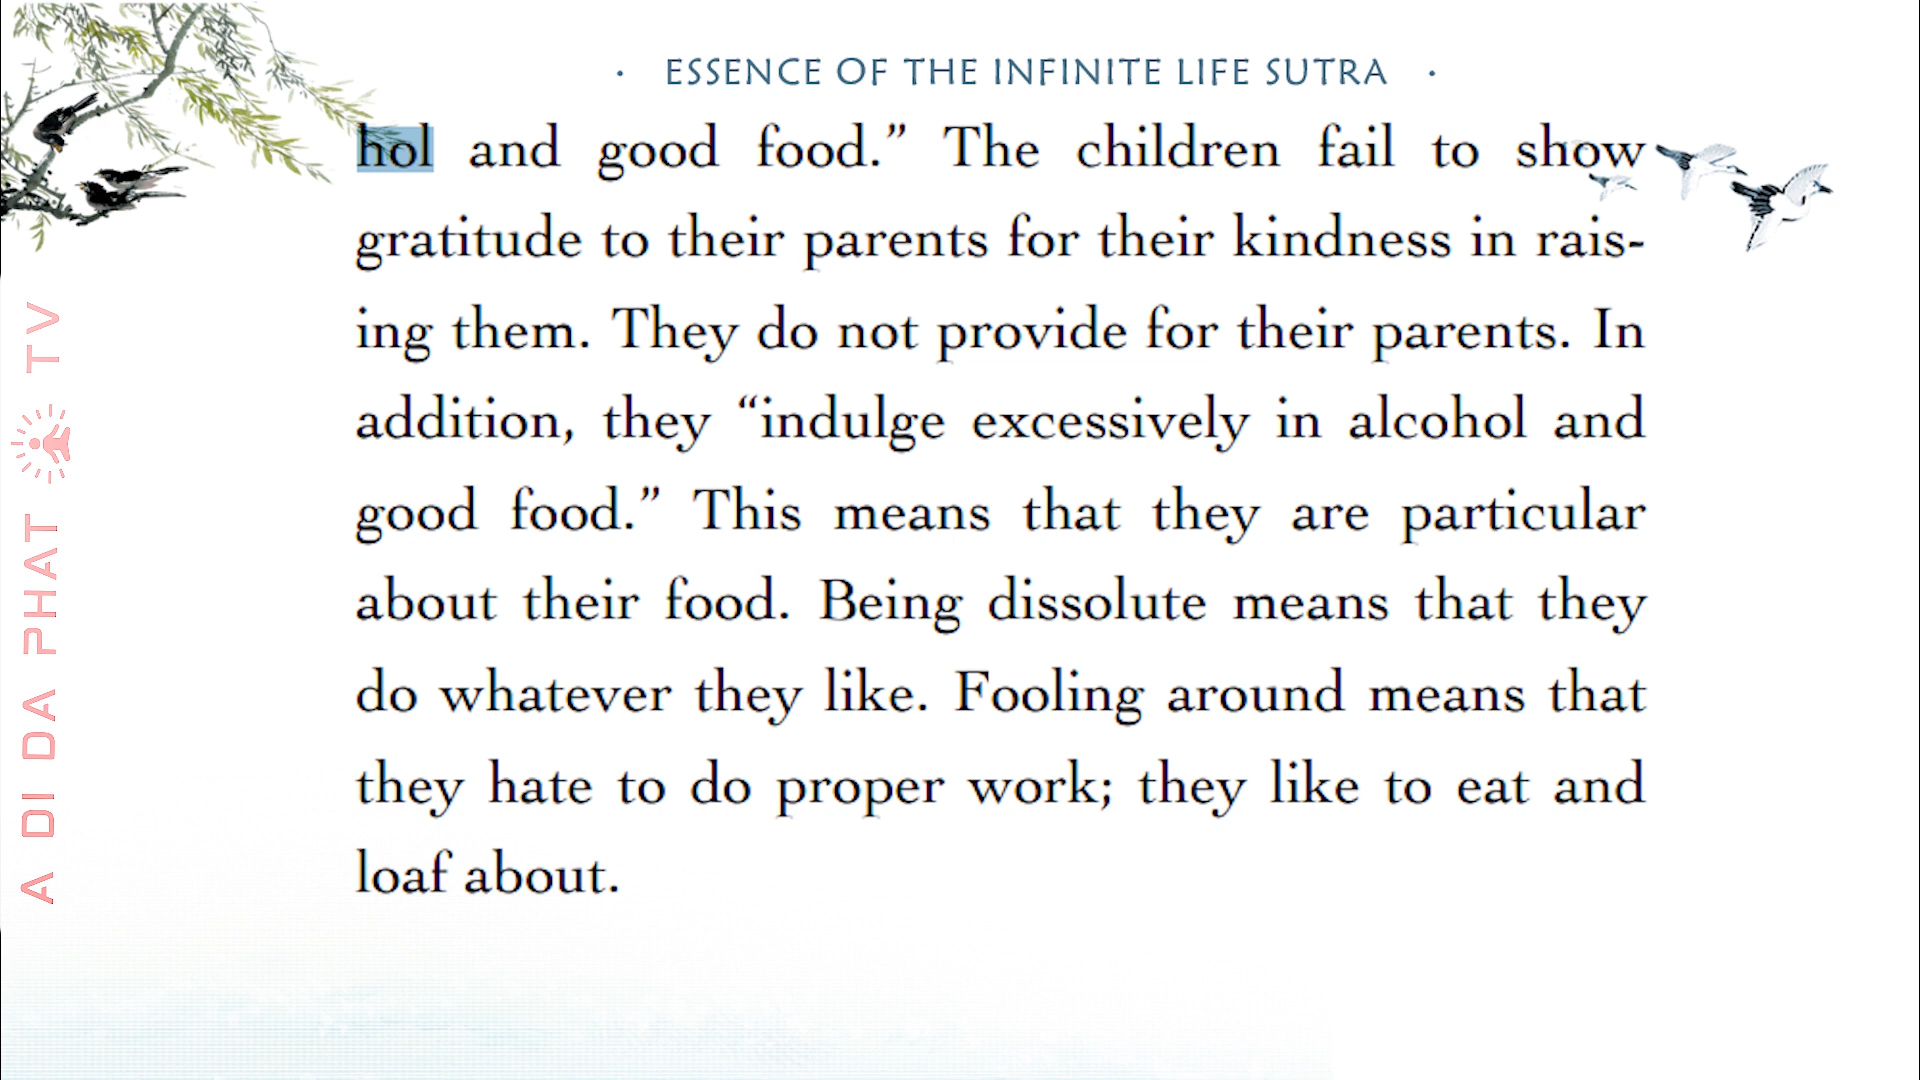 · ESSENCE OF THE INFINITE LIFE SUTRA ·
hol and good food.” The children fail to show
gratitude to their parents for their kindness in rais-
ing them. They do not provide for their parents. In
addition, they “indulge excessively in alcohol and
good food.” This means that they are particular
about their food. Being dissolute means that they
do whatever they like. Fooling around means that
they hate to do proper work; they like to eat and
loaf about.
A DI DA PHAT TV